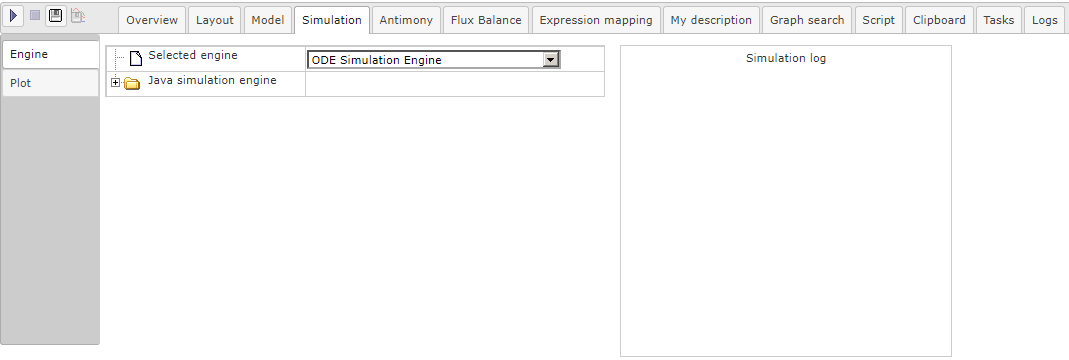 Overview Layout Model Simulation Antimony Flux Balance Expression mapping My description Graph search Script Clipboard Tasks Logs
Engine
Plot
Selected engine ODE Simulation Engine
Java simulation engine
Simulation log